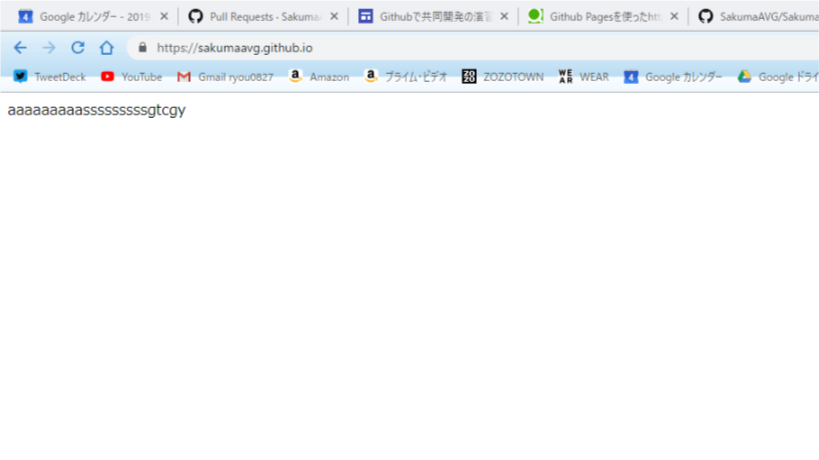 Google カレンダー - 2019
Pull Requests · Sakuma
Githubで共同開発の演習
Github Pagesを使ったhtt
SakumaAVG/Sakuma
https://sakumaavg.github.io
TweetDeck YouTube Gmail ryou0827 Amazon プライム・ビデオ ZOZOTOWN WEAR Google カレンダー Google ドライ
aaaaaaaaasssssssssgtcgy